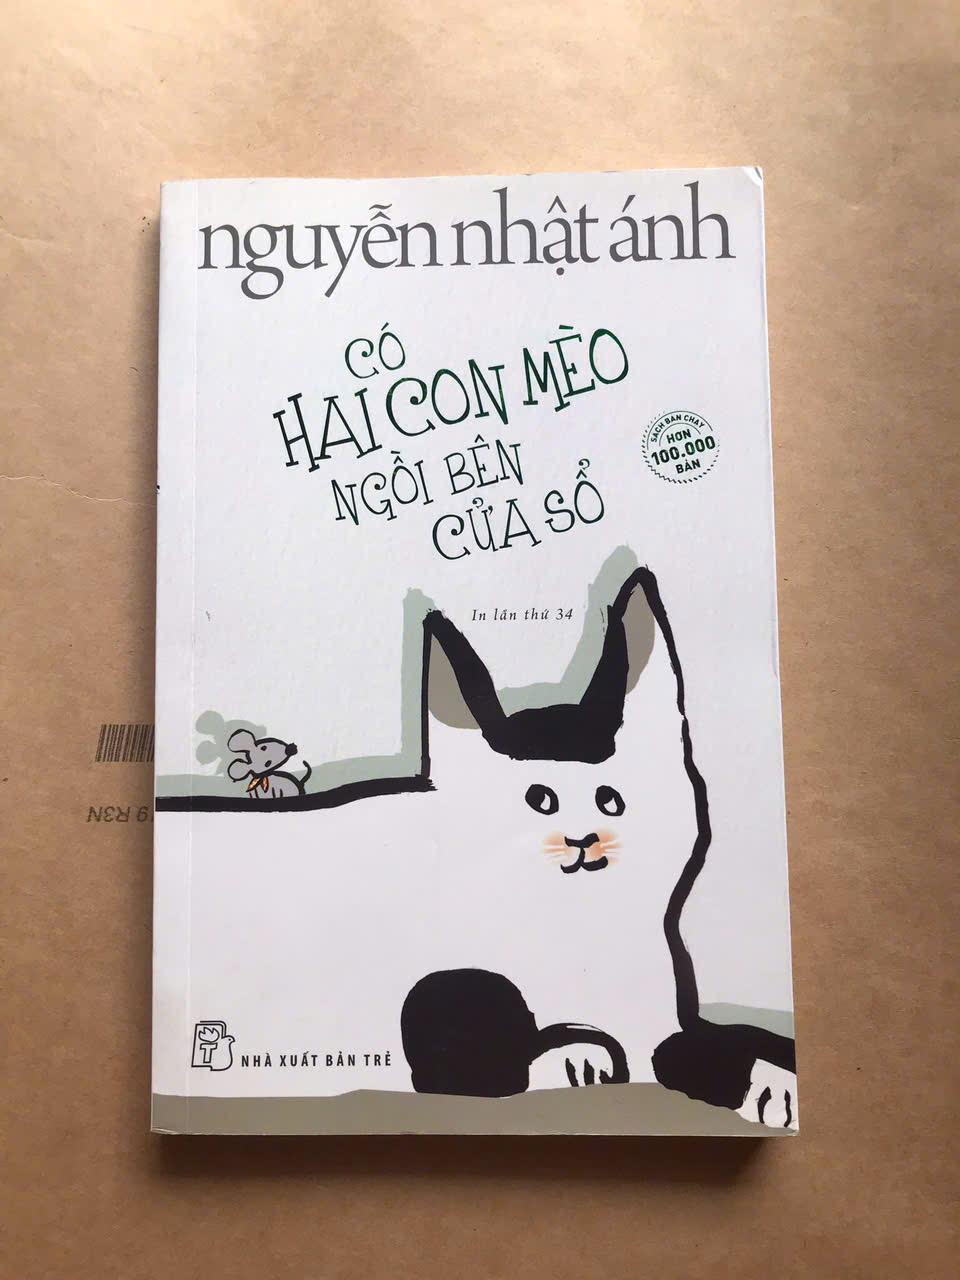 nguyễn nhật ánh
CÓ
HAI CON MÈO
NGỒI BÊN
CỬA SỔ
SÁCH BÁN CHẠY
HƠN
100.000
BẢN
In lần thứ 34
T
NHÀ XUẤT BẢN TRẺ